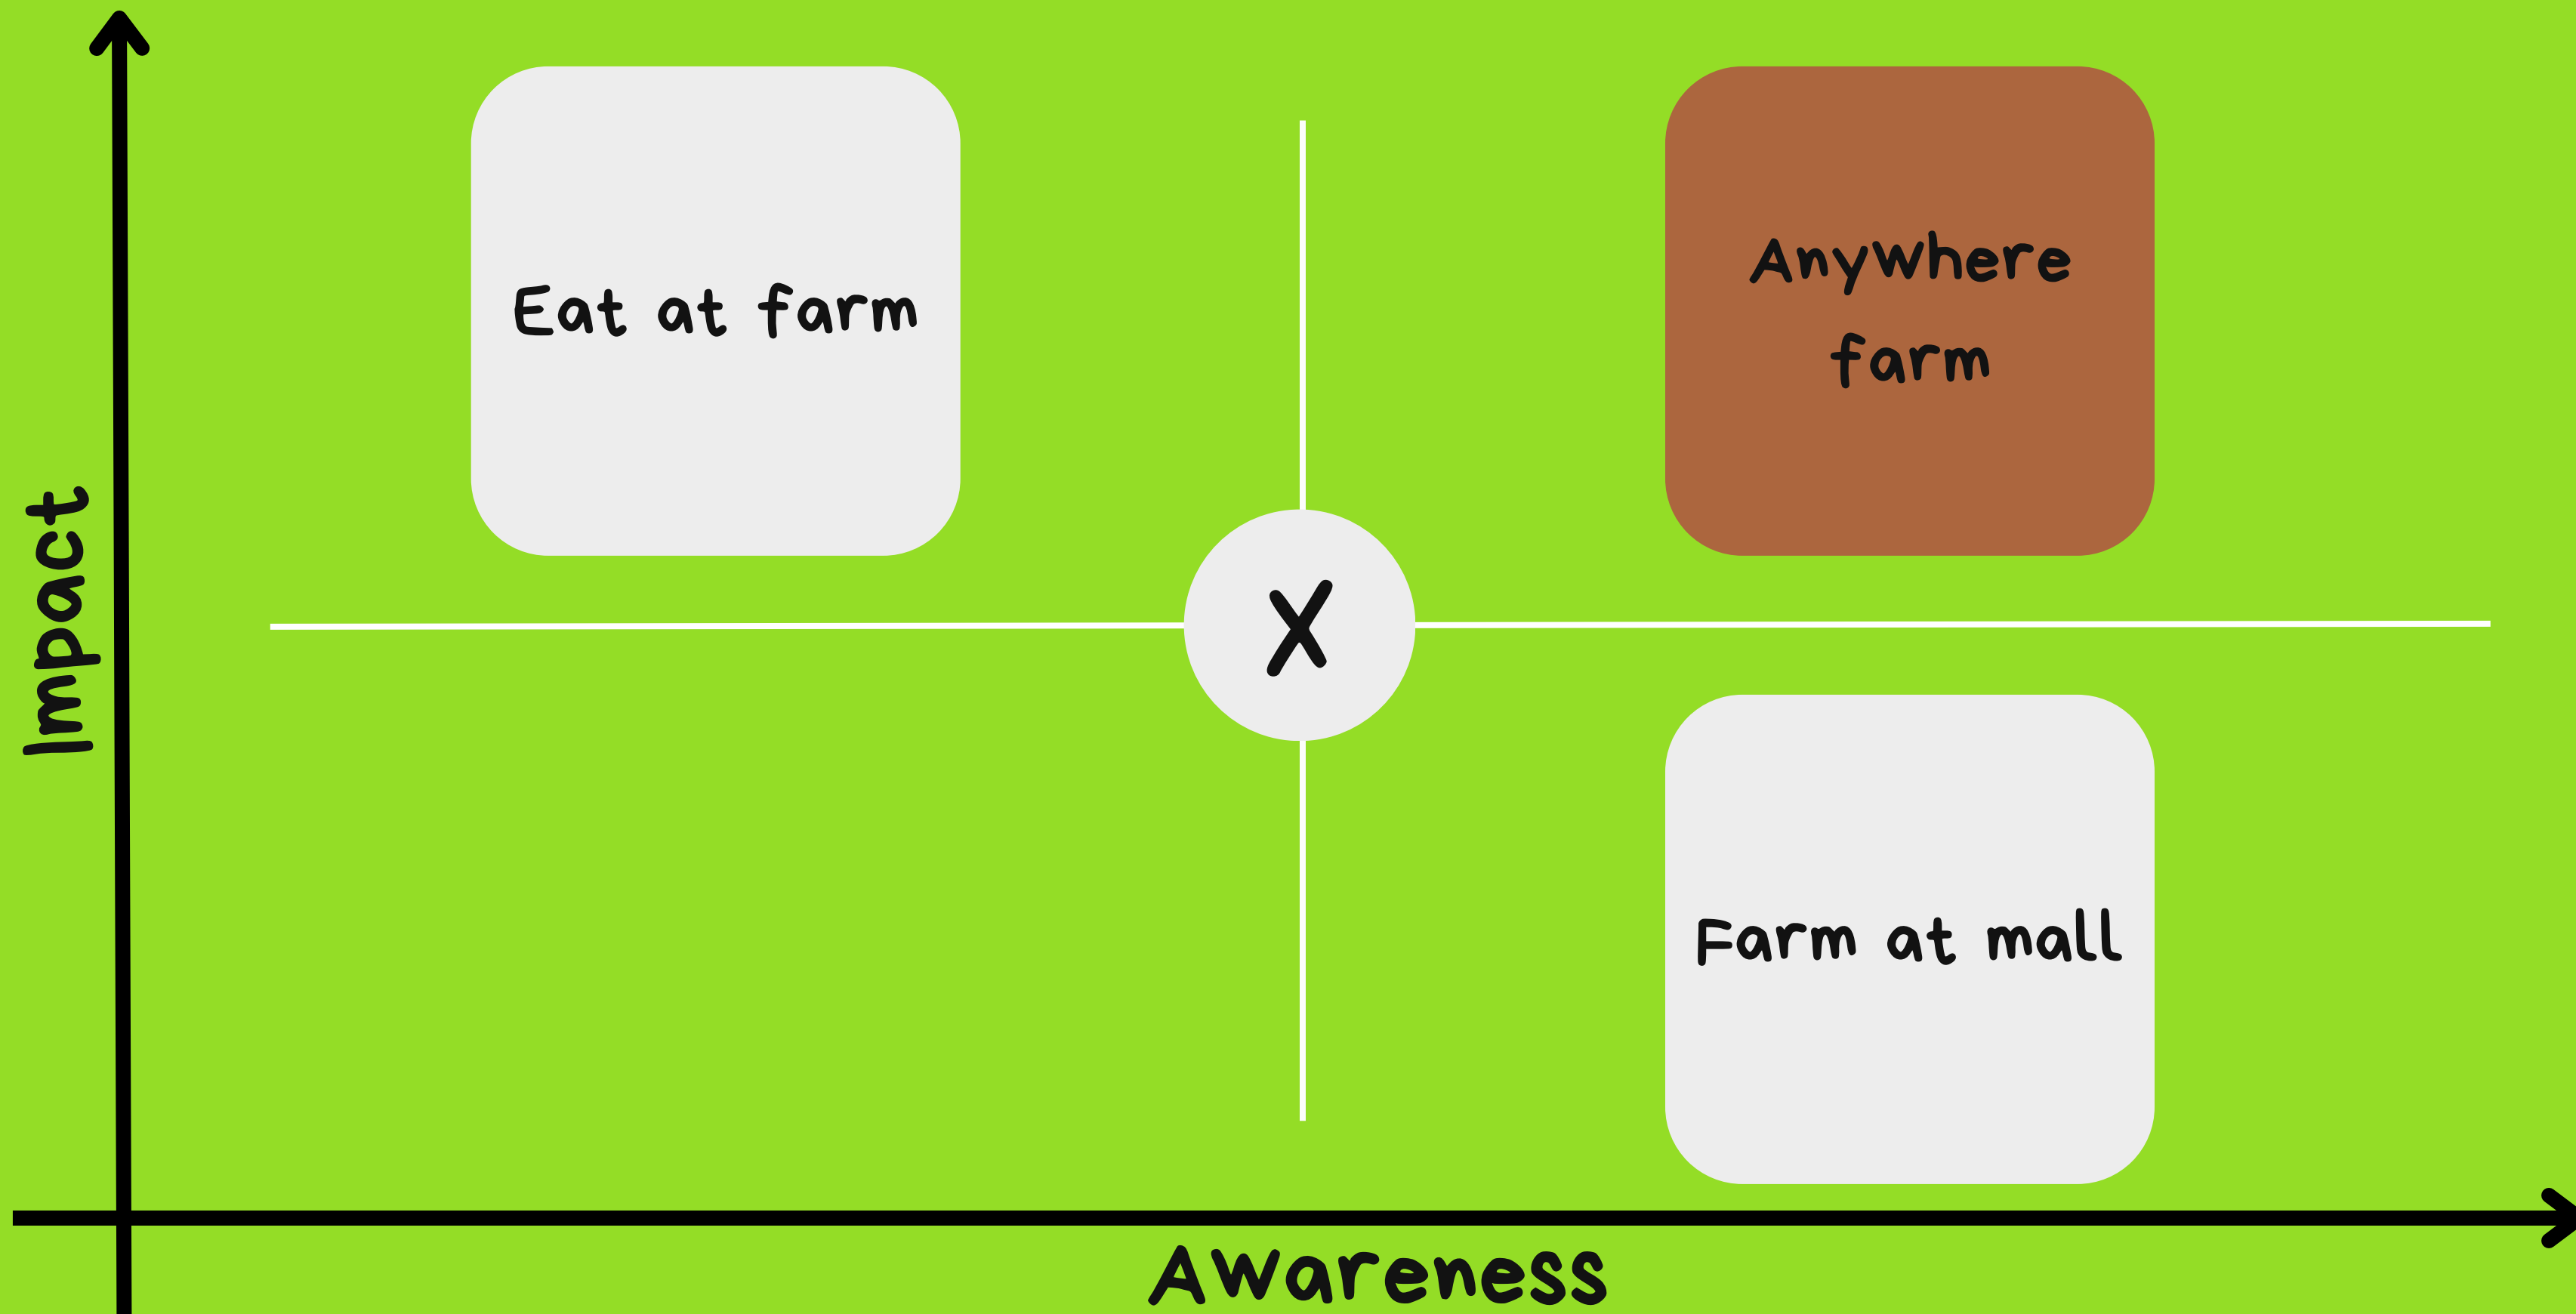 Eat at farm
Anywhere
farm
Impact
X
Farm at mall
Awareness